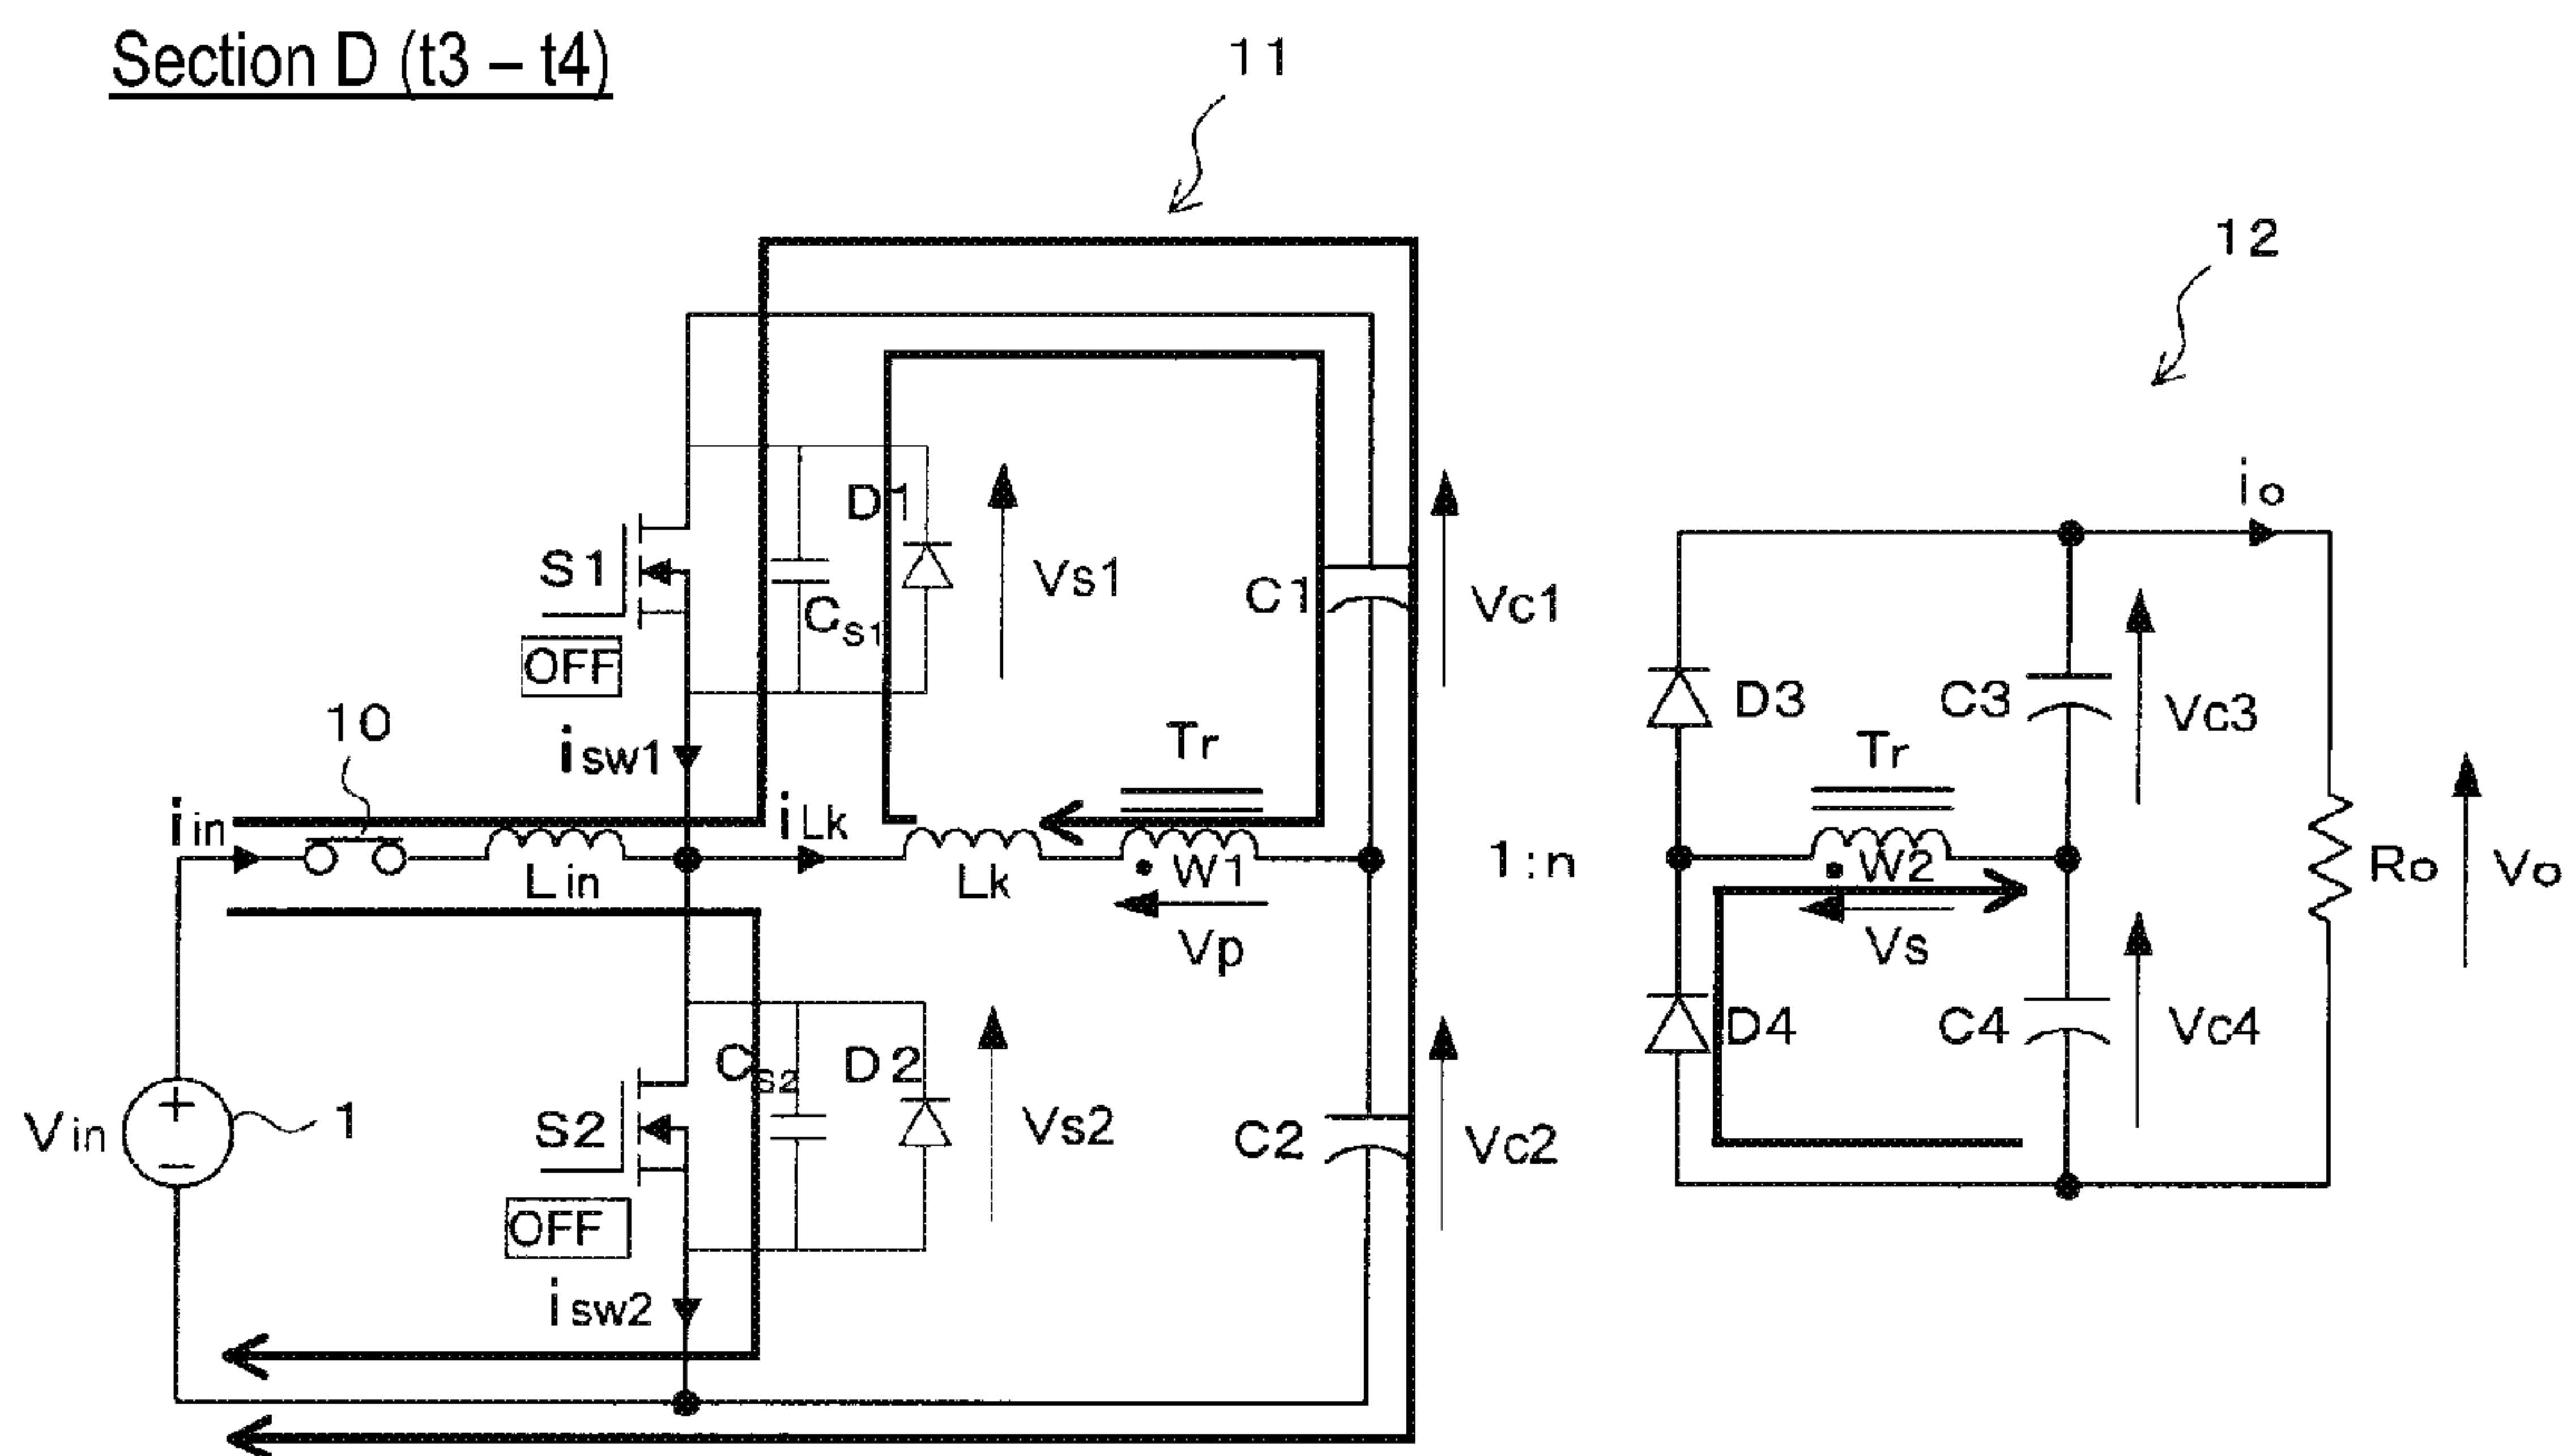 Section D (t3 – t4)
11
12
S1
OFF
Cs1
D1
Vs1
C1
Vc1
isw1
10
iin
Lin
iLk
Lk
Tr
W1
Vp
1:n
io
D3
C3
Vc3
Tr
W2
Vs
Ro
Vo
D4
C4
Vc4
Vin
+
−
1
S2
OFF
Cs2
D2
Vs2
C2
Vc2
isw2